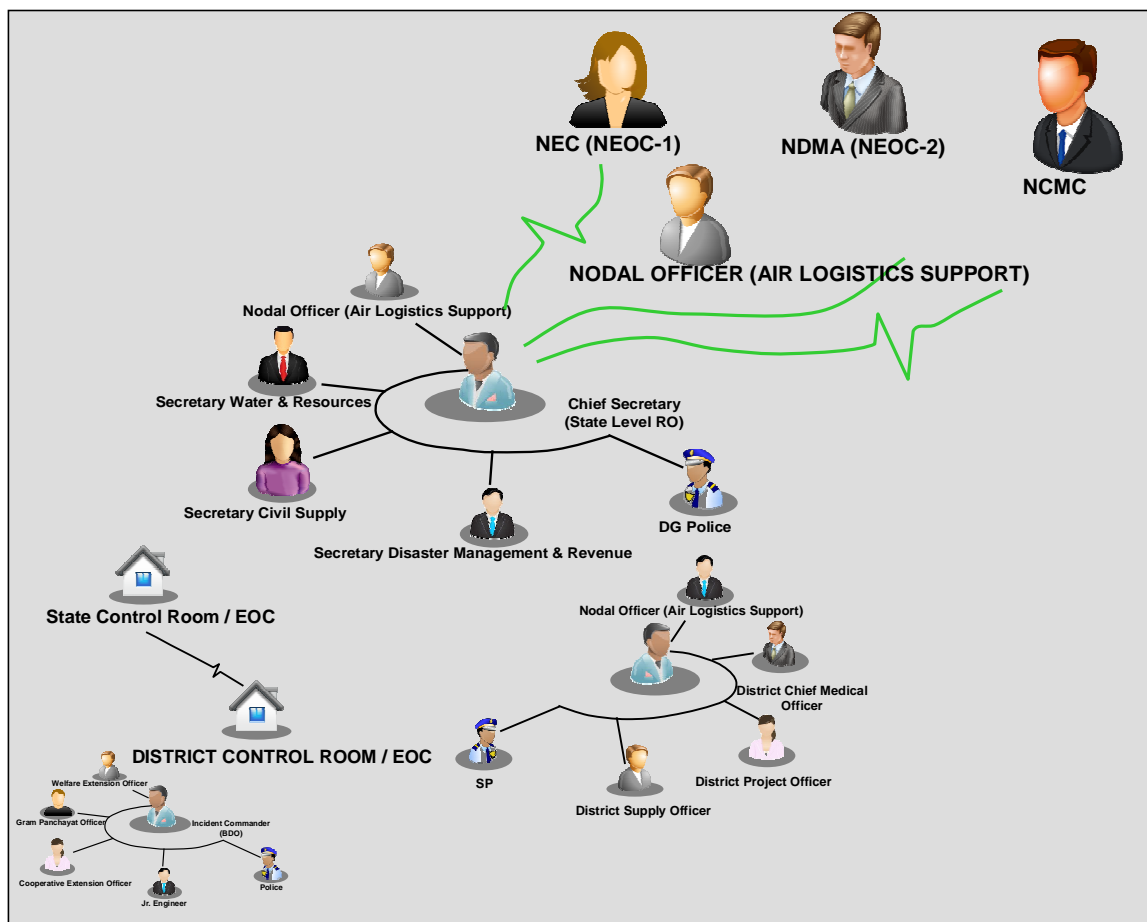 NEC (NEOC-1)
NDMA (NEOC-2)
NCMC
NODAL OFFICER (AIR LOGISTICS SUPPORT)
Nodal Officer (Air Logistics Support)
Secretary Water & Resources
Chief Secretary
(State Level RO)
Secretary Civil Supply
DG Police
Secretary Disaster Management & Revenue
State Control Room / EOC
Nodal Officer (Air Logistics Support)
District Chief Medical
Officer
DISTRICT CONTROL ROOM / EOC
SP
District Project Officer
District Supply Officer
Welfare Extension Officer
Gram Panchayat Officer
Incident Commander
(BDO)
Cooperative Extension Officer
Police
Jr. Engineer